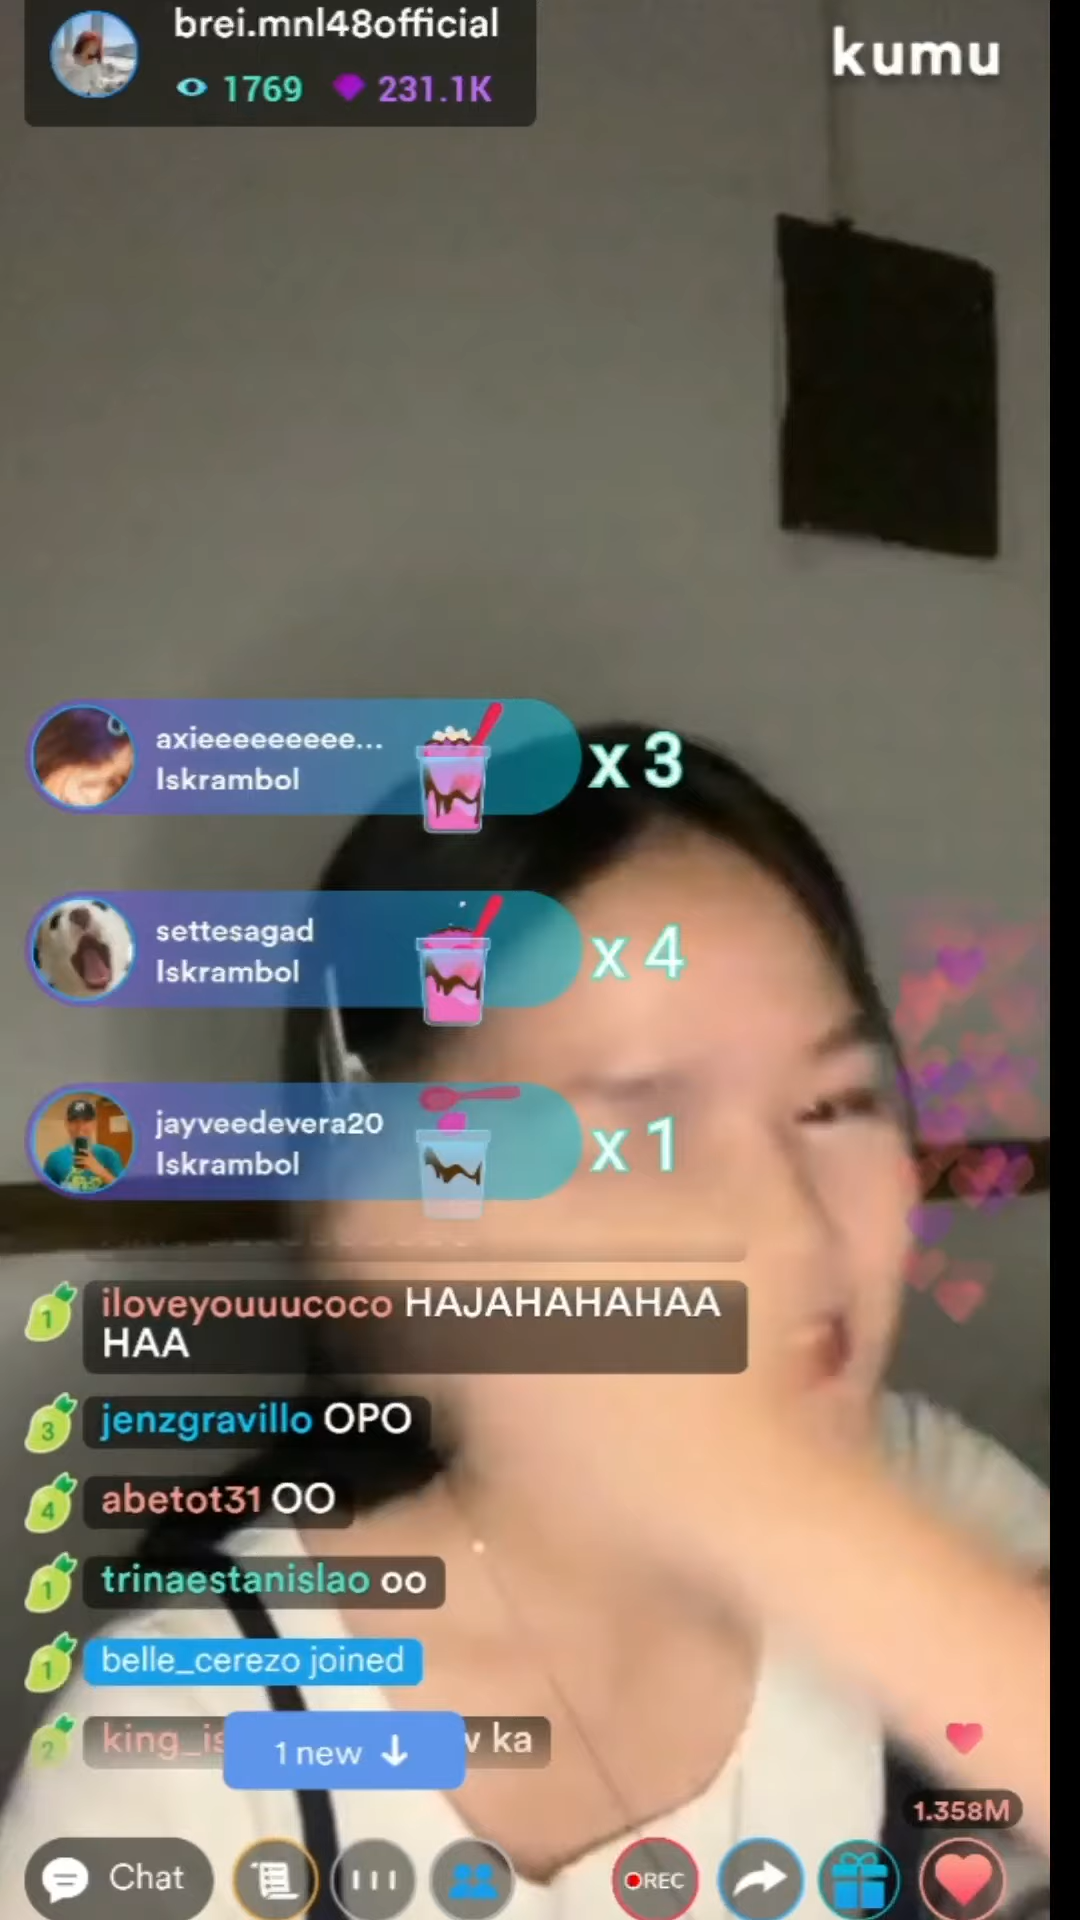 brei.mnl48official
kumu
1769 231.1K
axieeeeeeeee...
Iskrambol
x 3
settesagad
Iskrambol
x 4
jayveedevera20
Iskrambol
x 1
1 iloveyouuucoco HAJAHAHAHAA
HAA
3 jenzgravillo OPO
4 abetot31 OO
1 trinaestanislao oo
1 belle_cerezo joined
2 ka
1 new
1.358M
Chat
REC